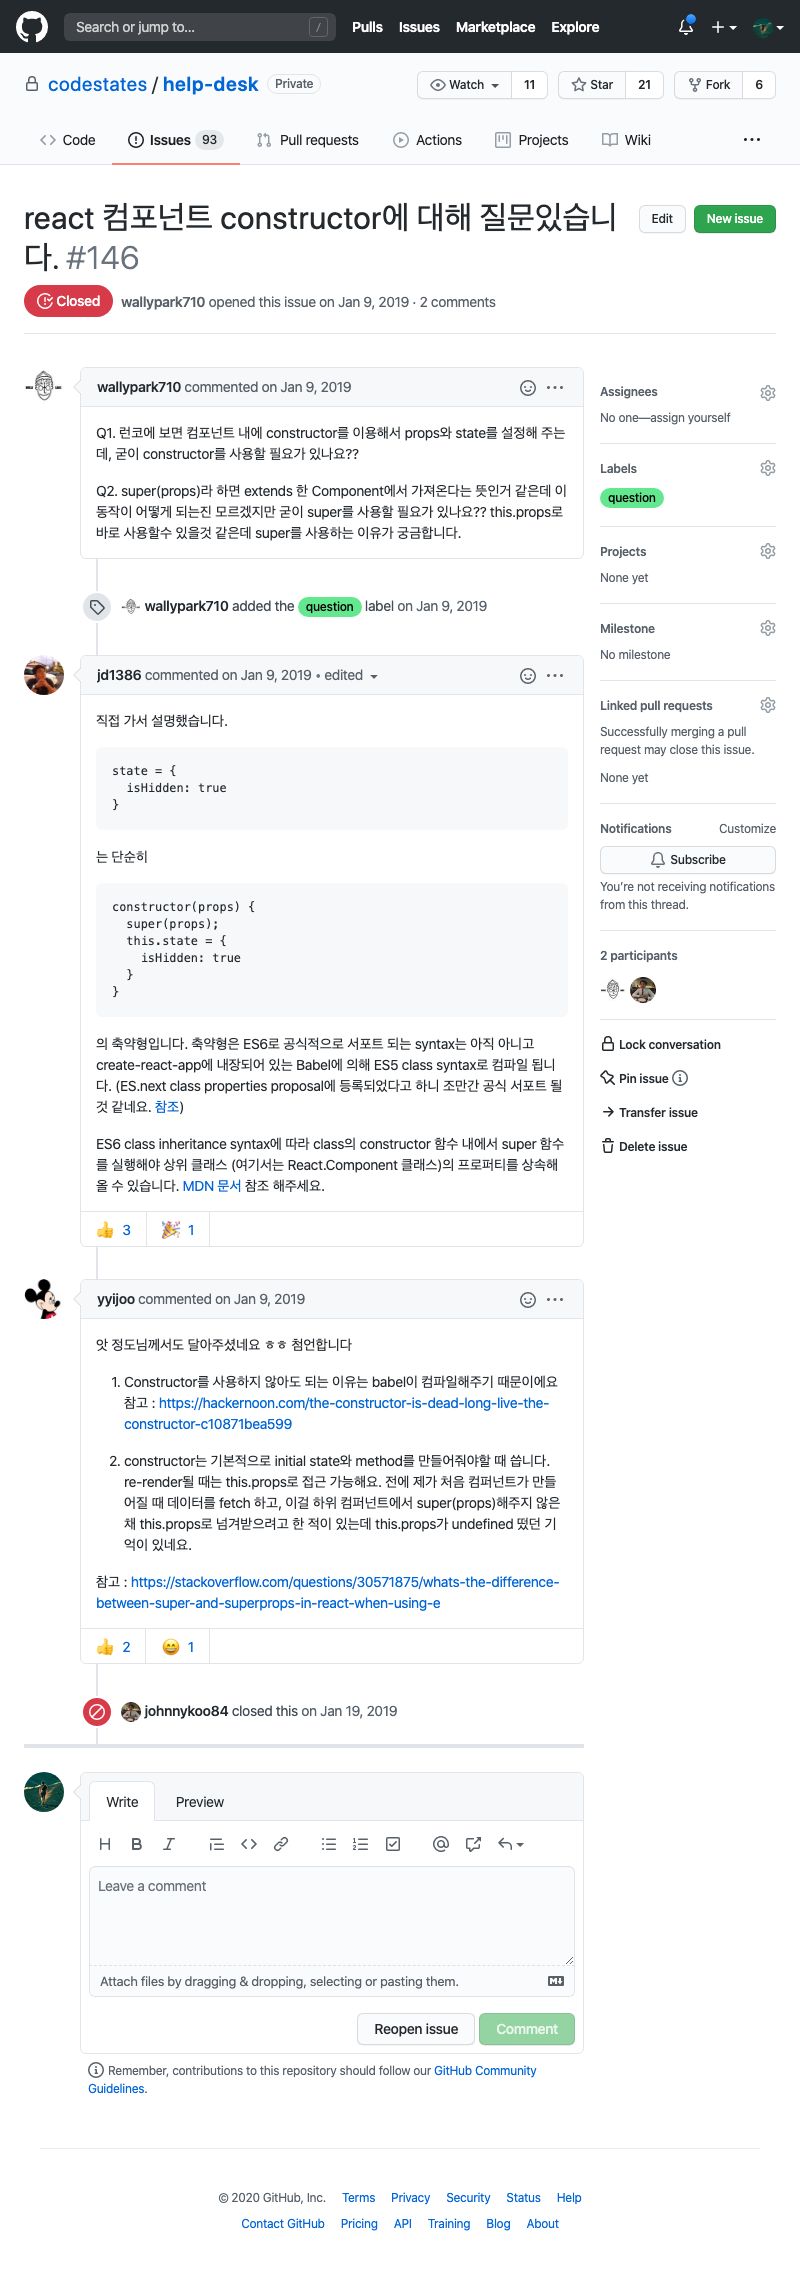 Search or jump to... /
Pulls Issues Marketplace Explore
codestates / help-desk Private
Watch 11 Star 21 Fork 6
Code Issues 93 Pull requests Actions Projects Wiki
react 컴포넌트 constructor에 대해 질문있습니
다. #146
Edit New issue
Closed wallypark710 opened this issue on Jan 9, 2019 · 2 comments
wallypark710 commented on Jan 9, 2019
Q1. 런코에 보면 컴포넌트 내에 constructor를 이용해서 props와 state를 설정해 주는
데, 굳이 constructor를 사용할 필요가 있나요??
Q2. super(props)라 하면 extends 한 Component에서 가져온다는 뜻인거 같은데 이
동작이 어떻게 되는진 모르겠지만 굳이 super를 사용할 필요가 있나요?? this.props로
바로 사용할수 있을것 같은데 super를 사용하는 이유가 궁금합니다.
wallypark710 added the question label on Jan 9, 2019
jd1386 commented on Jan 9, 2019 • edited
직접 가서 설명했습니다.
state = {
isHidden: true
}
는 단순히
constructor(props) {
super(props);
this.state = {
isHidden: true
}
}
의 축약형입니다. 축약형은 ES6로 공식적으로 서포트 되는 syntax는 아직 아니고
create-react-app에 내장되어 있는 Babel에 의해 ES5 class syntax로 컴파일 됩니
다. (ES.next class properties proposal에 등록되었다고 하니 조만간 공식 서포트 될
것 같네요. 참조)
ES6 class inheritance syntax에 따라 class의 constructor 함수 내에서 super 함수
를 실행해야 상위 클래스 (여기서는 React.Component 클래스)의 프로퍼티를 상속해
올 수 있습니다. MDN 문서 참조 해주세요.
3 1
yyijoo commented on Jan 9, 2019
앗 정도님께서도 달아주셨네요 ㅎㅎ 첨언합니다
1. Constructor를 사용하지 않아도 되는 이유는 babel이 컴파일해주기 때문이에요
참고 : https://hackernoon.com/the-constructor-is-dead-long-live-the-
constructor-c10871bea599
2. constructor는 기본적으로 initial state와 method를 만들어줘야할 때 씁니다.
re-render될 때는 this.props로 접근 가능해요. 전에 제가 처음 컴퍼넌트가 만들
어질 때 데이터를 fetch 하고, 이걸 하위 컴퍼넌트에서 super(props)해주지 않은
채 this.props로 넘겨받으려고 한 적이 있는데 this.props가 undefined 떴던 기
억이 있네요.
참고 : https://stackoverflow.com/questions/30571875/whats-the-difference-
between-super-and-superprops-in-react-when-using-e
2 1
johnnykoo84 closed this on Jan 19, 2019
Write Preview
H B I
Leave a comment
Attach files by dragging & dropping, selecting or pasting them.
Reopen issue Comment
Remember, contributions to this repository should follow our GitHub Community
Guidelines.
Assignees
No one—assign yourself
Labels
question
Projects
None yet
Milestone
No milestone
Linked pull requests
Successfully merging a pull
request may close this issue.
None yet
Notifications Customize
Subscribe
You're not receiving notifications
from this thread.
2 participants
Lock conversation
Pin issue
Transfer issue
Delete issue
© 2020 GitHub, Inc. Terms Privacy Security Status Help
Contact GitHub Pricing API Training Blog About